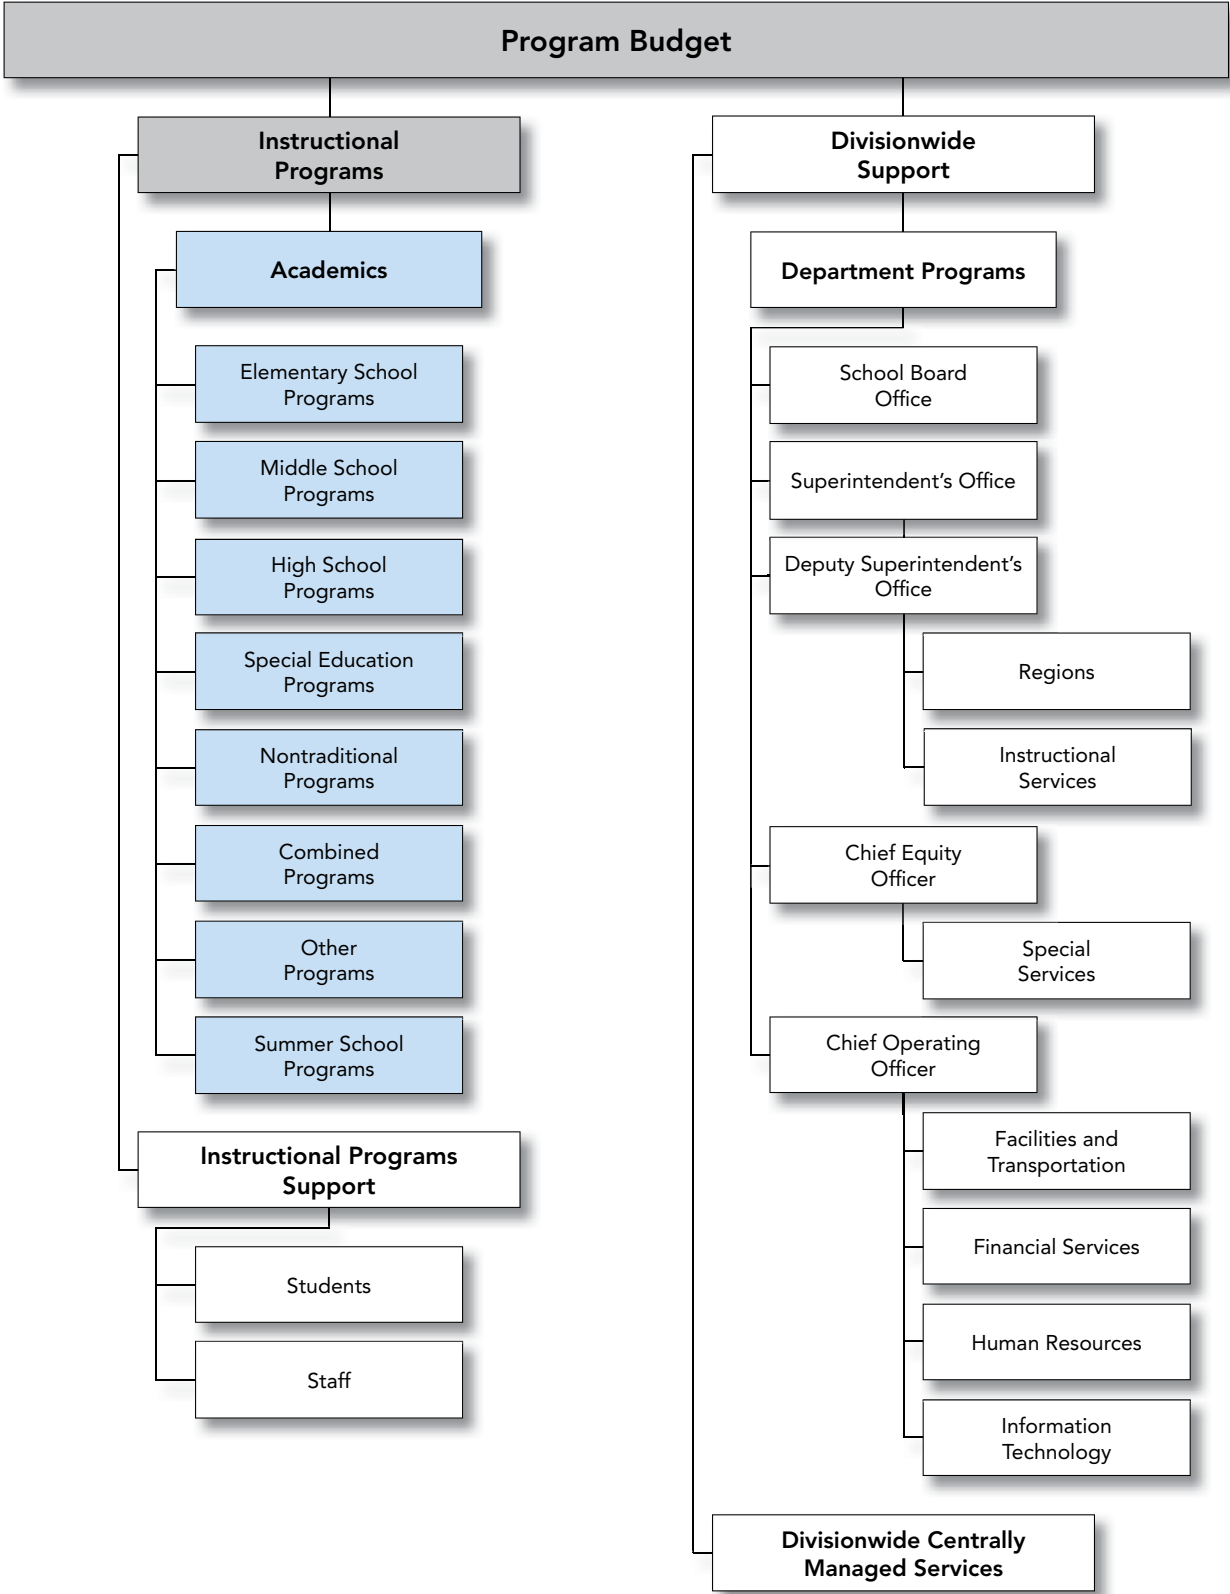 Program Budget
Instructional
Programs
Academics
Elementary School
Programs
Middle School
Programs
High School
Programs
Special Education
Programs
Nontraditional
Programs
Combined
Programs
Other
Programs
Summer School
Programs
Instructional Programs
Support
Students
Staff
Divisionwide
Support
Department Programs
School Board
Office
Superintendent’s Office
Deputy Superintendent’s
Office
Regions
Instructional
Services
Chief Equity
Officer
Special
Services
Chief Operating
Officer
Facilities and
Transportation
Financial Services
Human Resources
Information
Technology
Divisionwide Centrally
Managed Services